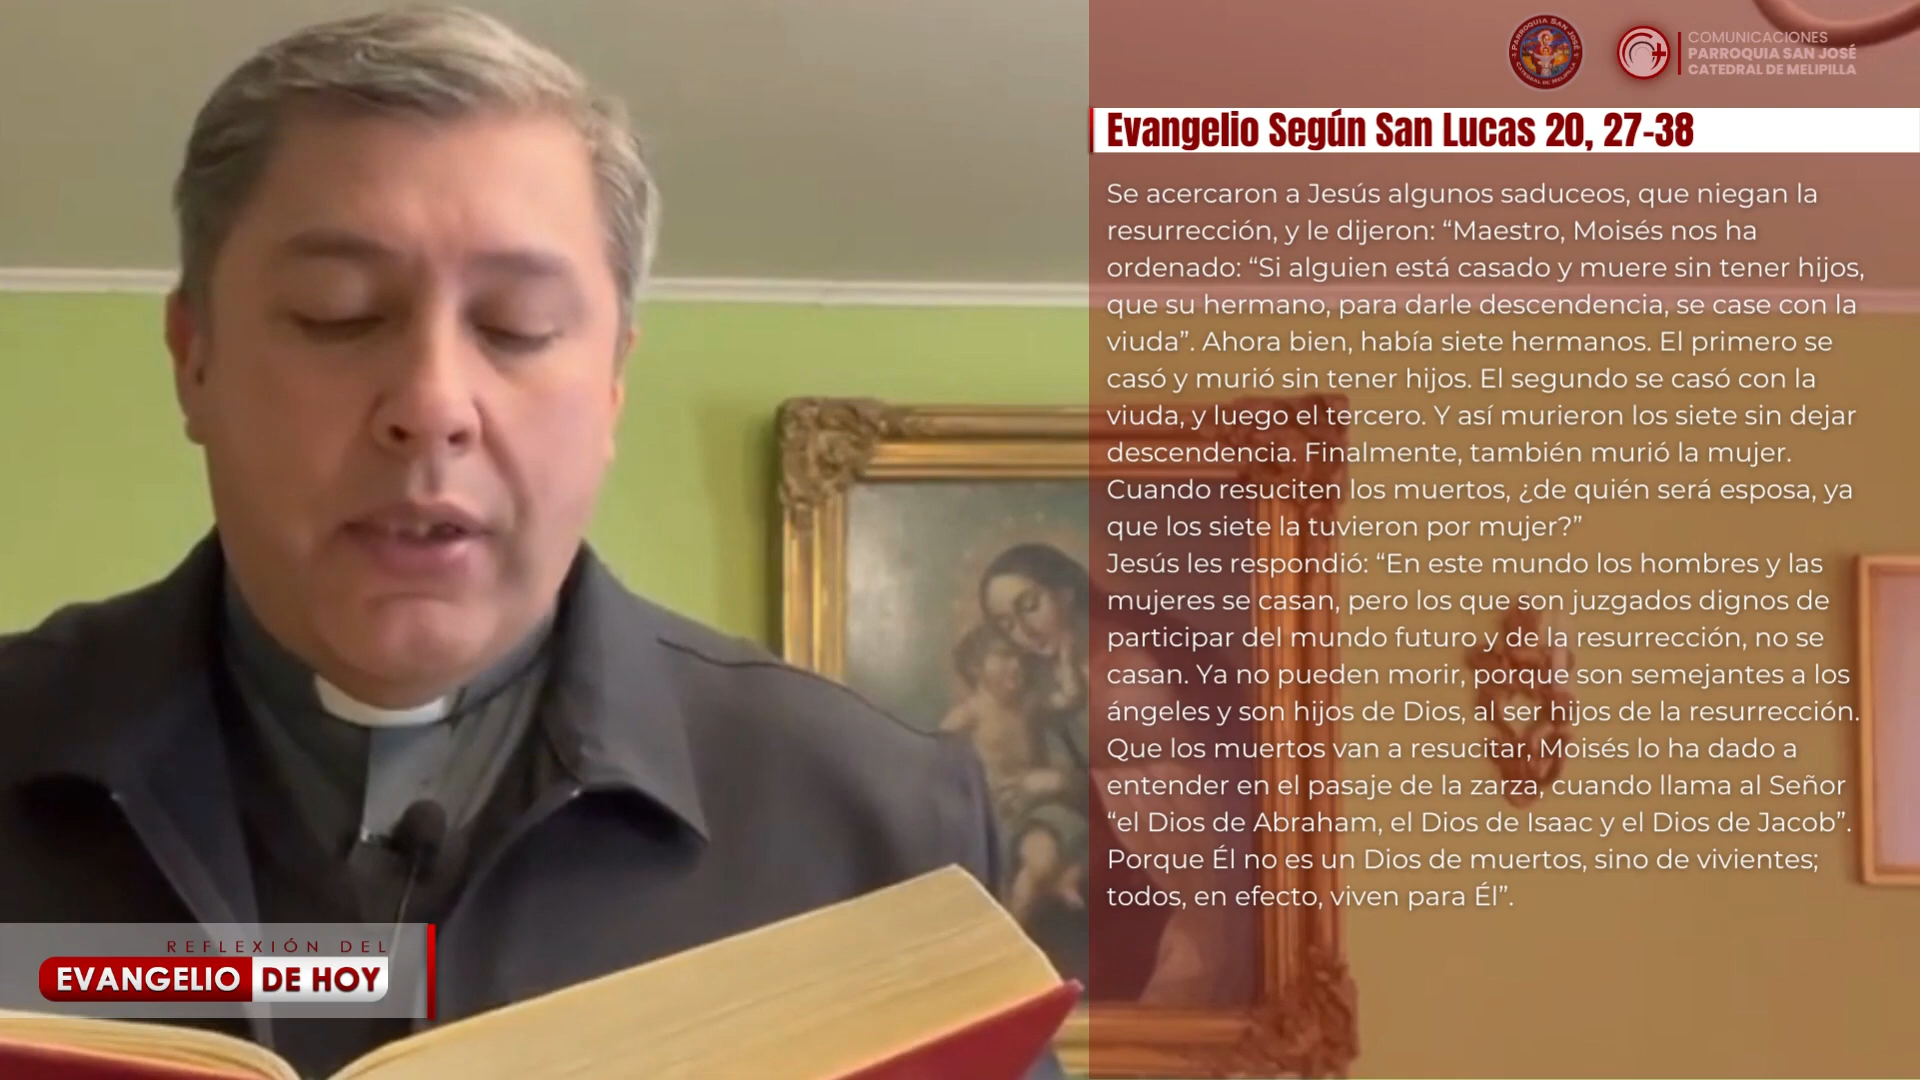 PARROQUIA SAN JOSÉ
CATEDRAL DE MELIPILLA
COMUNICACIONES
PARROQUIA SAN JOSÉ
CATEDRAL DE MELIPILLA
Evangelio Según San Lucas 20, 27-38
Se acercaron a Jesús algunos saduceos, que niegan la
resurrección, y le dijeron: “Maestro, Moisés nos ha
ordenado: “Si alguien está casado y muere sin tener hijos,
que su hermano, para darle descendencia, se case con la
viuda”. Ahora bien, había siete hermanos. El primero se
casó y murió sin tener hijos. El segundo se casó con la
viuda, y luego el tercero. Y así murieron los siete sin dejar
descendencia. Finalmente, también murió la mujer.
Cuando resuciten los muertos, ¿de quién será esposa, ya
que los siete la tuvieron por mujer?”
Jesús les respondió: “En este mundo los hombres y las
mujeres se casan, pero los que son juzgados dignos de
participar del mundo futuro y de la resurrección, no se
casan. Ya no pueden morir, porque son semejantes a los
ángeles y son hijos de Dios, al ser hijos de la resurrección.
Que los muertos van a resucitar, Moisés lo ha dado a
entender en el pasaje de la zarza, cuando llama al Señor
“el Dios de Abraham, el Dios de Isaac y el Dios de Jacob”.
Porque Él no es un Dios de muertos, sino de vivientes;
todos, en efecto, viven para Él”.
REFLEXIÓN DEL
EVANGELIO DE HOY